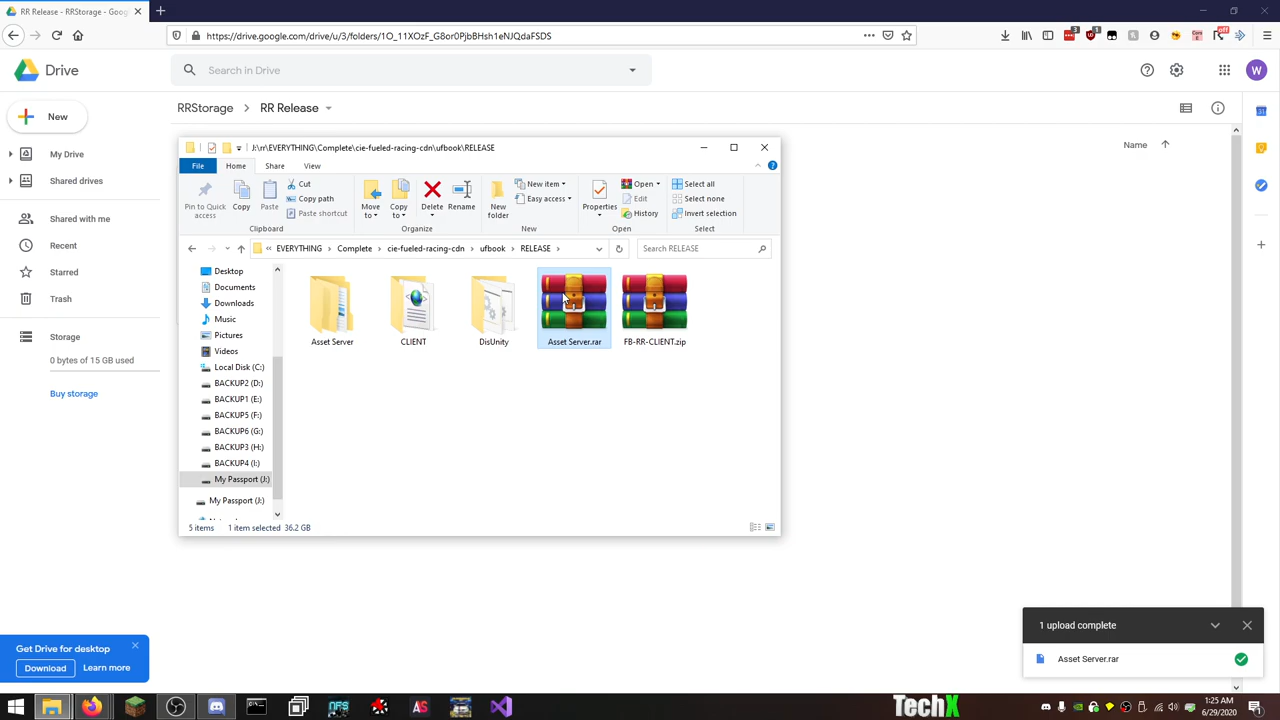 RR Release - RRStorage - Goog
https://drive.google.com/drive/u/3/folders/1O_11XOzF_G8or0PjbBHsh1eNJQdaFSDS
Drive
Search in Drive
W
New
RRStorage
RR Release
Name
My Drive
Shared drives
Shared with me
Recent
Starred
Trash
Storage
0 bytes of 15 GB used
Buy storage
J:\rr\EVERYTHING\Complete\cie-fueled-racing-cdn\ufbook\RELEASE
File
Home
Share
View
Pin to Quick access
Copy
Paste
Cut
Copy path
Paste shortcut
Clipboard
Move to
Copy to
Delete
Rename
Organize
New folder
New item
Easy access
New
Properties
Open
Edit
History
Open
Select all
Select none
Invert selection
Select
« EVERYTHING > Complete > cie-fueled-racing-cdn > ufbook > RELEASE >
Search RELEASE
Desktop
Documents
Downloads
Music
Pictures
Videos
Local Disk (C:)
BACKUP2 (D:)
BACKUP1 (E:)
BACKUP5 (F:)
BACKUP6 (G:)
BACKUP3 (H:)
BACKUP4 (I:)
My Passport (J:)
My Passport (J:)
Asset Server
CLIENT
DisUnity
Asset Server.rar
FB-RR-CLIENT.zip
5 items
1 item selected 36.2 GB
1 upload complete
Asset Server.rar
Get Drive for desktop
Download
Learn more
TechX
1:25 AM
6/29/2020